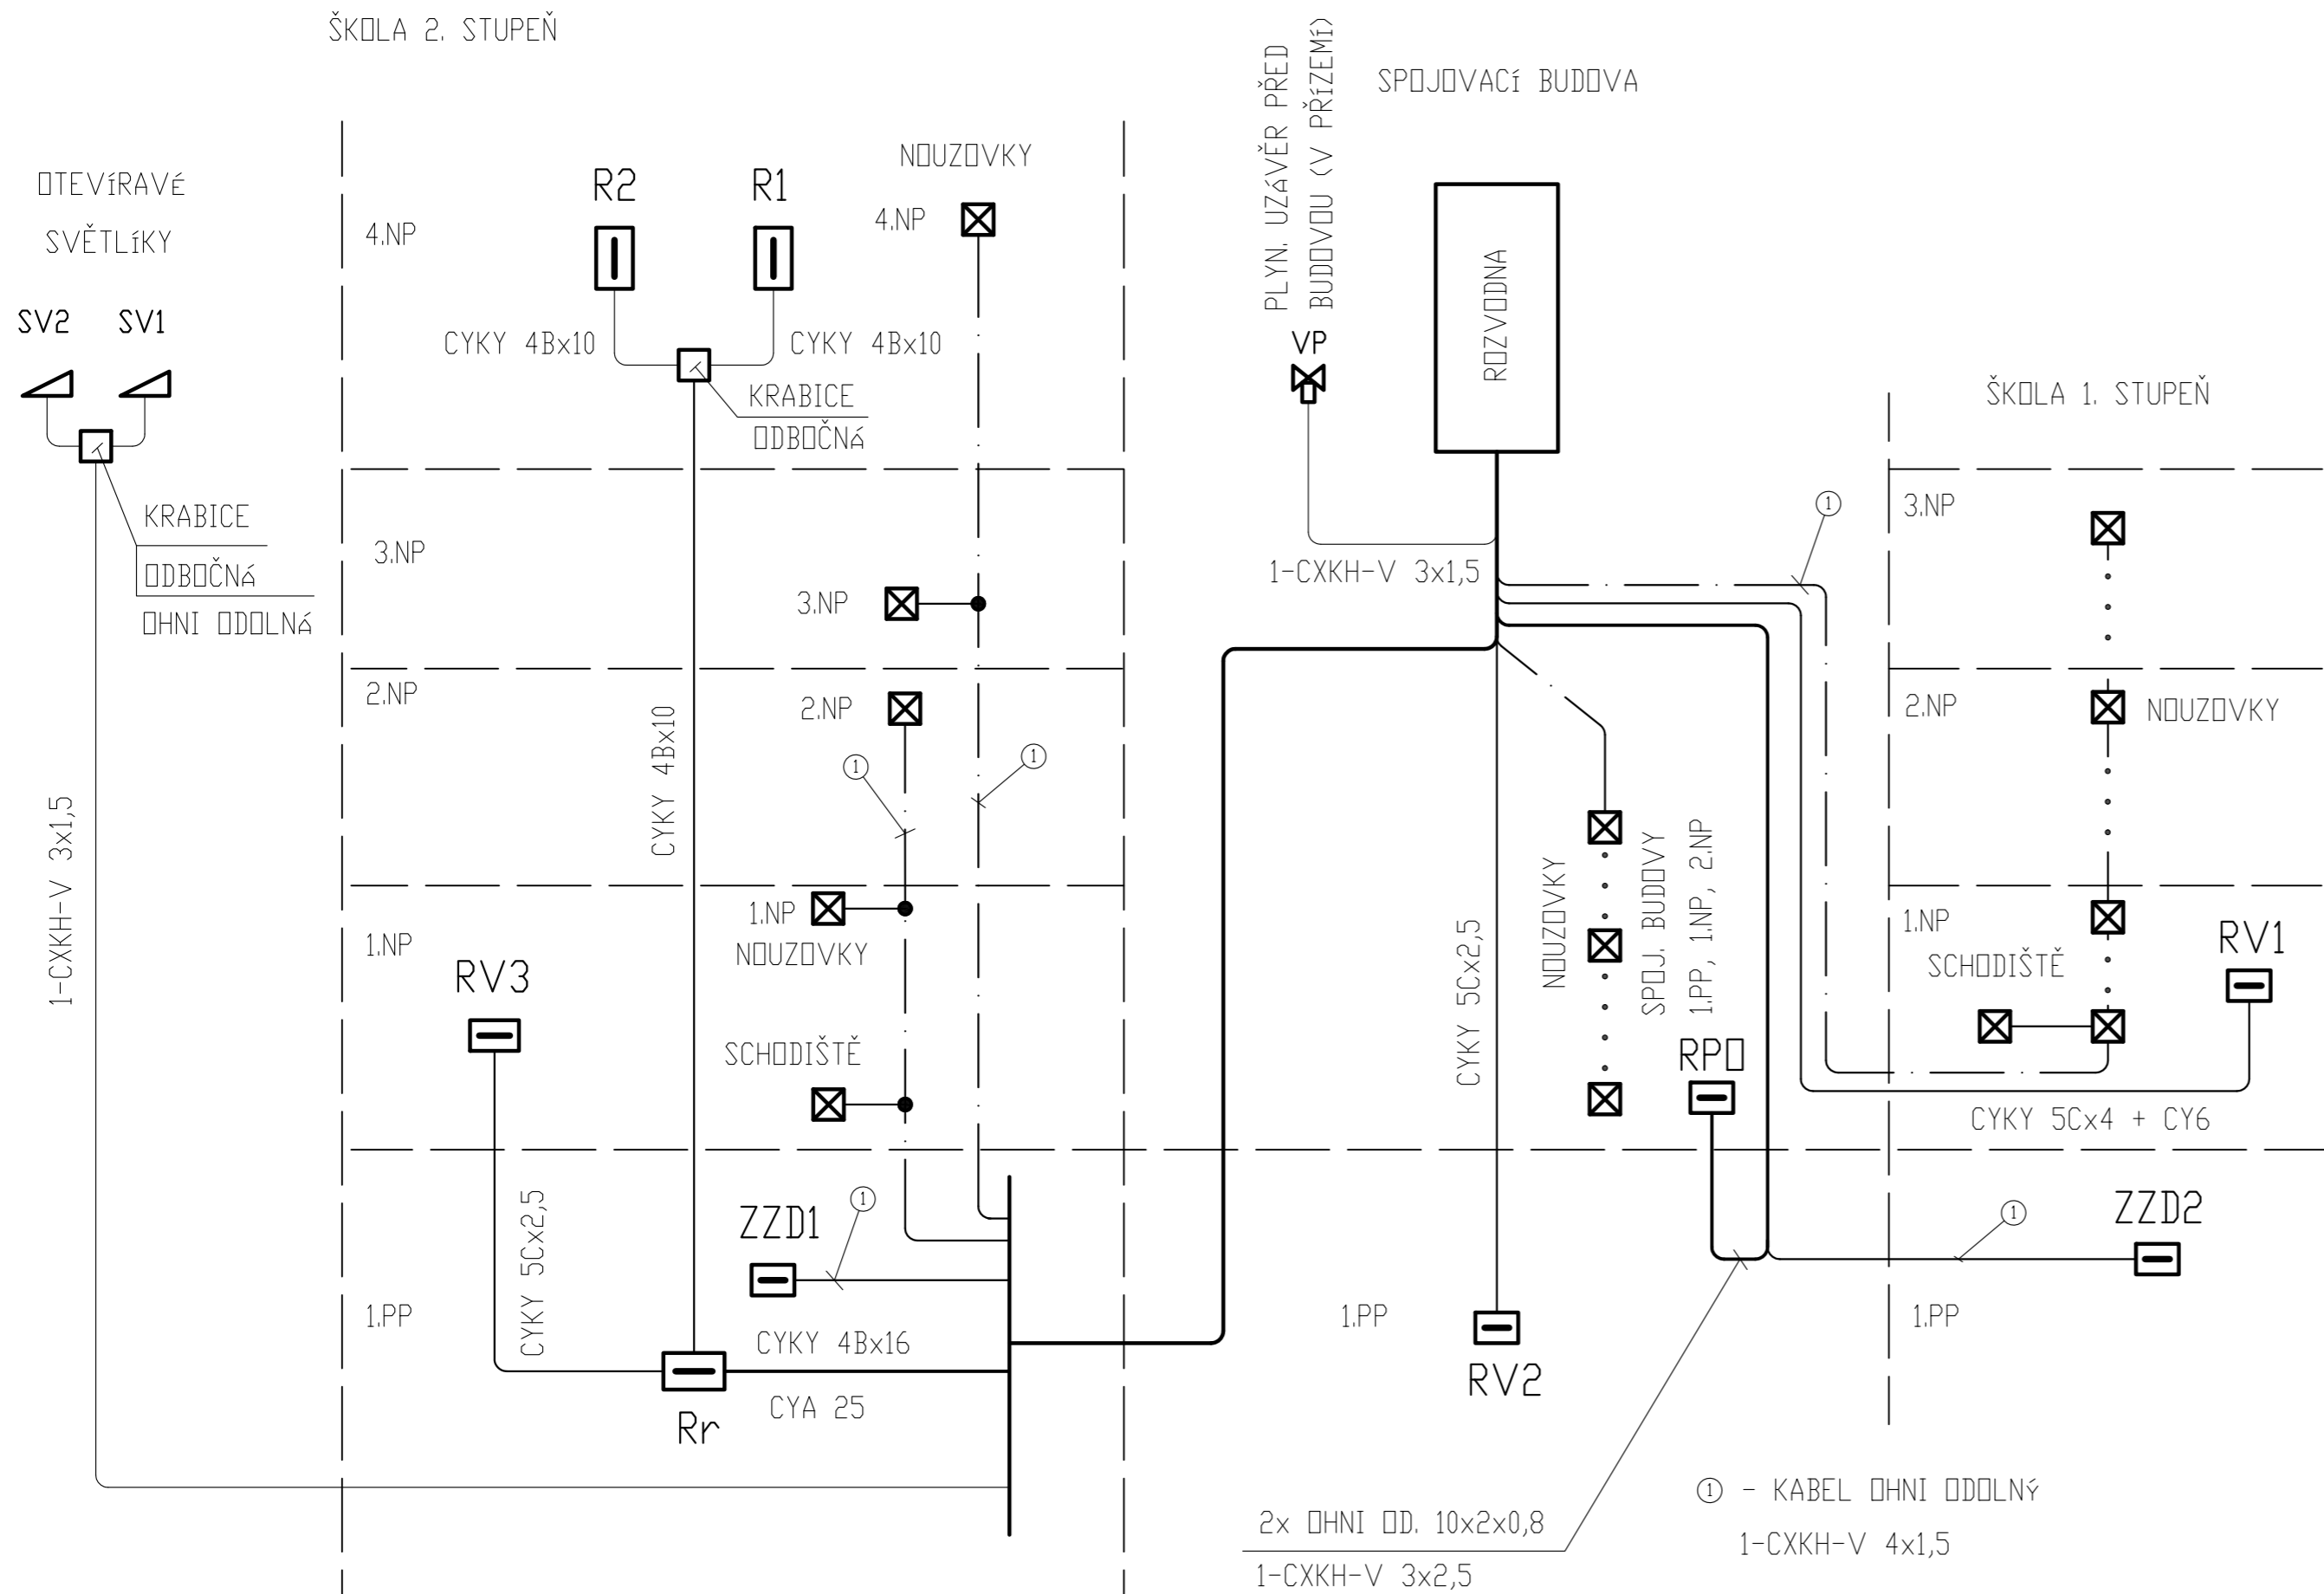 ŠKOLA 2. STUPEŇ
SPOJOVACÍ BUDOVA
PLYN. UZÁVĚR PŘED
BUDOVOU (V PŘÍZEMÍ)
VP
ROZVODNA
OTEVÍRAVÉ
SVĚTLÍKY
SV2
SV1
KRABICE
ODBOČNÁ
OHNI ODOLNÁ
1-CXKH-V 3x1,5
4.NP
R2
R1
NOUZOVKY
4.NP
CYKY 4Bx10
CYKY 4Bx10
KRABICE
ODBOČNÁ
3.NP
3.NP
2.NP
2.NP
CYKY 4Bx10
1
1
1.NP
1.NP
NOUZOVKY
RV3
SCHODIŠTĚ
CYKY 5Cx2,5
ZZD1
1
1.PP
CYKY 4Bx16
CYA 25
Rr
1-CXKH-V 3x1,5
1
CYKY 5Cx2,5
NOUZOVKY
SPOJ. BUDOVY
1.PP, 1.NP, 2.NP
RPO
1.PP
RV2
ŠKOLA 1. STUPEŇ
3.NP
2.NP
NOUZOVKY
1.NP
SCHODIŠTĚ
RV1
CYKY 5Cx4 + CY6
1
ZZD2
1.PP
2x OHNI OD. 10x2x0,8
1-CXKH-V 3x2,5
1 - KABEL OHNI ODOLNÝ
1-CXKH-V 4x1,5